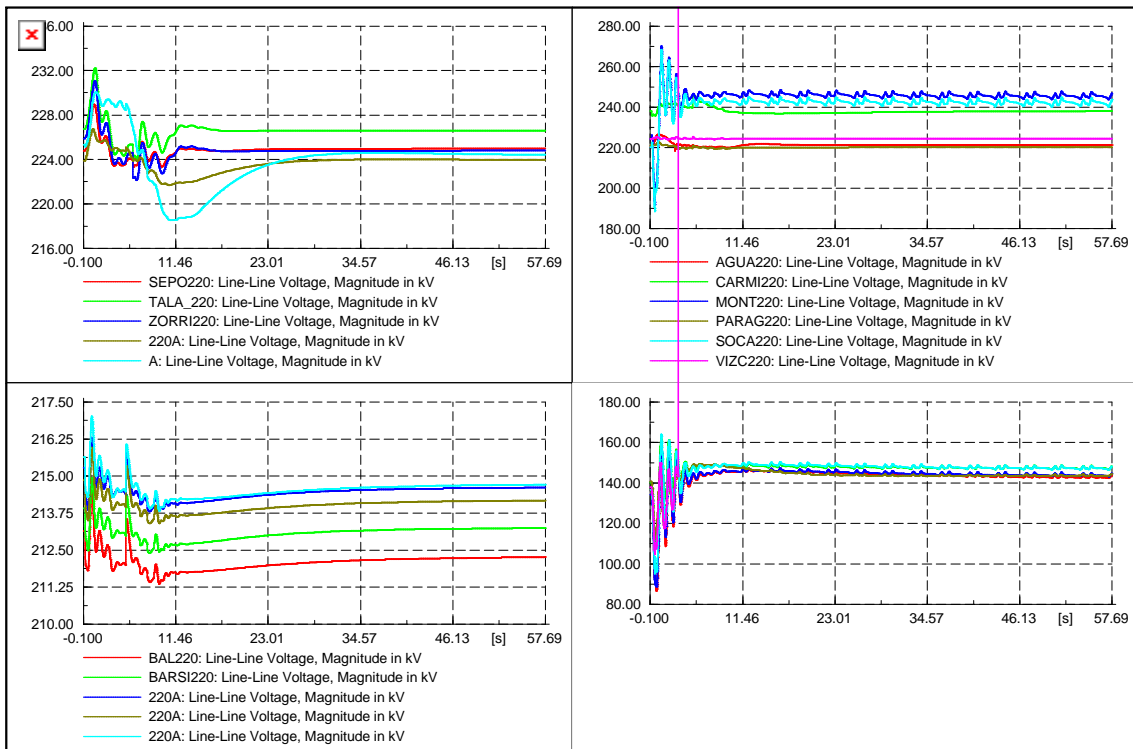 236.00
232.00
228.00
224.00
220.00
216.00
-0.100 11.46 23.01 34.57 46.13 [s] 57.69
SEPO220: Line-Line Voltage, Magnitude in kV
TALA_220: Line-Line Voltage, Magnitude in kV
ZORRI220: Line-Line Voltage, Magnitude in kV
220A: Line-Line Voltage, Magnitude in kV
A: Line-Line Voltage, Magnitude in kV
280.00
260.00
240.00
220.00
200.00
180.00
-0.100 11.46 23.01 34.57 46.13 [s] 57.69
AGUA220: Line-Line Voltage, Magnitude in kV
CARMI220: Line-Line Voltage, Magnitude in kV
MONT220: Line-Line Voltage, Magnitude in kV
PARAG220: Line-Line Voltage, Magnitude in kV
SOCA220: Line-Line Voltage, Magnitude in kV
VIZC220: Line-Line Voltage, Magnitude in kV
217.50
216.25
215.00
213.75
212.50
211.25
210.00
-0.100 11.46 23.01 34.57 46.13 [s] 57.69
BAL220: Line-Line Voltage, Magnitude in kV
BARSI220: Line-Line Voltage, Magnitude in kV
220A: Line-Line Voltage, Magnitude in kV
220A: Line-Line Voltage, Magnitude in kV
220A: Line-Line Voltage, Magnitude in kV
180.00
160.00
140.00
120.00
100.00
80.00
-0.100 11.46 23.01 34.57 46.13 [s] 57.69